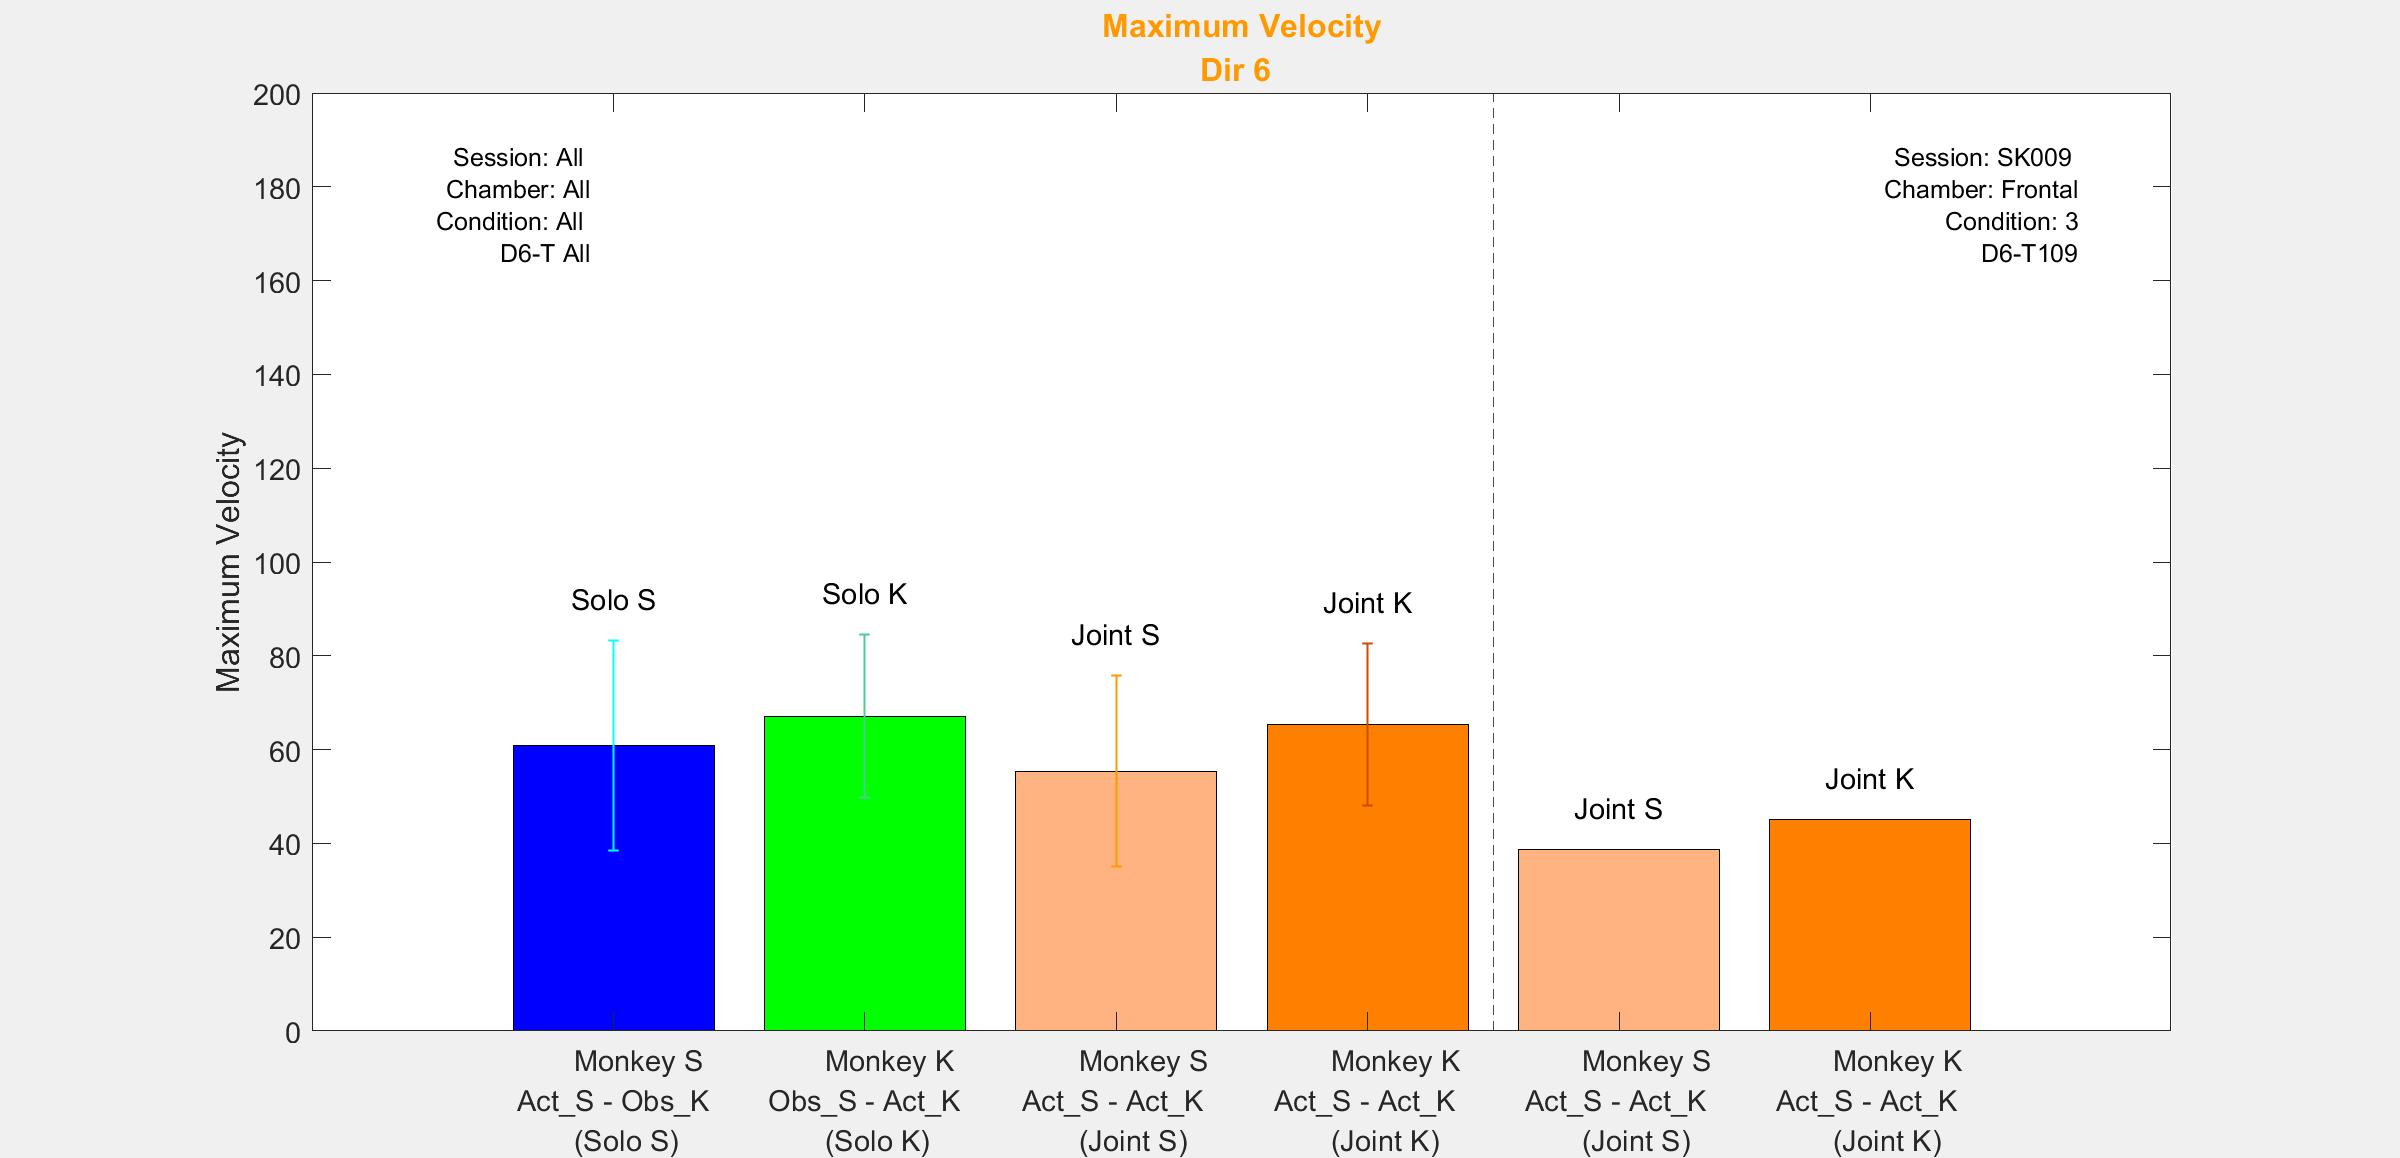 Maximum Velocity
Dir 6
Maximum Velocity
200
180
160
140
120
100
80
60
40
20
0
Session: All
Chamber: All
Condition: All
D6-T All
Session: SK009
Chamber: Frontal
Condition: 3
D6-T109
Solo S
Solo K
Joint S
Joint K
Joint S
Joint K
Monkey S
Act_S - Obs_K
(Solo S)
Monkey K
Obs_S - Act_K
(Solo K)
Monkey S
Act_S - Act_K
(Joint S)
Monkey K
Act_S - Act_K
(Joint K)
Monkey S
Act_S - Act_K
(Joint S)
Monkey K
Act_S - Act_K
(Joint K)